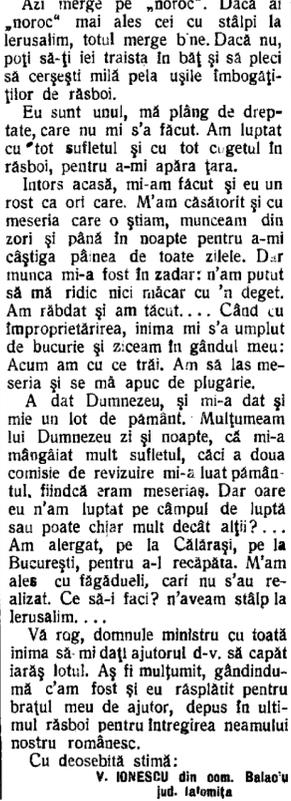 Azi merge pe „noroc". Dacă ai
„noroc" mai ales cei cu stâlpi la
Ierusalim, totul merge bine. Dacă nu,
poţi să-ţi iei traista în băţ şi să pleci
să cerşeşti milă pela uşile îmbogăţi-
ţilor de răsboi.
Eu sunt unul, mă plâng de drep-
tate, care nu mi s'a făcut. Am luptat
cu tot sufletul şi cu tot cugetul în
răsboi, pentru a-mi apăra ţara.
Intors acasă, mi-am făcut şi eu un
rost ca ori care. M'am căsătorit şi cu
meseria care o ştiam, munceam din
zori şi până în noapte pentru a-mi
câştiga pâinea de toate zilele. Dar
munca mi-a fost în zadar: n'am putut
să mă ridic nici măcar cu 'n deget.
Am răbdat şi am tăcut.... Când cu
împroprietărirea, inima mi s'a umplut
de bucurie şi ziceam în gândul meu:
Acum am cu ce trăi. Am să las me-
seria şi se mă apuc de plugărie.
A dat Dumnezeu, şi mi-a dat şi
mie un lot de pământ. Mulţumeam
lui Dumnezeu zi şi noapte, că mi-a
mângâiat mult sufletul, căci a doua
comisie de revizuire mi-a luat pămân-
tul, fiindcă eram meseriaş. Dar oare
eu n'am luptat pe câmpul de luptă
sau poate chiar mult decât alţii?...
Am alergat, pe la Călăraşi, pe la
Bucureşti, pentru a-l recăpăta. M'am
ales cu făgădueli, cari nu s'au re-
alizat. Ce să-i faci? n'aveam stâlp la
Ierusalim....
Vă rog, domnule ministru cu toată
inima să-mi daţi ajutorul d-v. să capăt
iarăş lotul. Aş fi mulţumit, gândindu-
mă c'am fost şi eu răsplătit pentru
braţul meu de ajutor, depus în ulti-
mul răsboi pentru întregirea neamului
nostru românesc.
Cu deosebită stimă:
V. IONESCU din com. Balaciu
jud. Ialomiţa